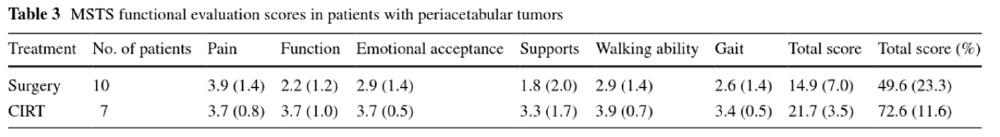 Table 3 MSTS functional evaluation scores in patients with periacetabular tumors
Treatment No. of patients Pain Function Emotional acceptance Supports Walking ability Gait Total score Total score (%)
Surgery 10 3.9 (1.4) 2.2 (1.2) 2.9 (1.4) 1.8 (2.0) 2.9 (1.4) 2.6 (1.4) 14.9 (7.0) 49.6 (23.3)
CIRT 7 3.7 (0.8) 3.7 (1.0) 3.7 (0.5) 3.3 (1.7) 3.9 (0.7) 3.4 (0.5) 21.7 (3.5) 72.6 (11.6)